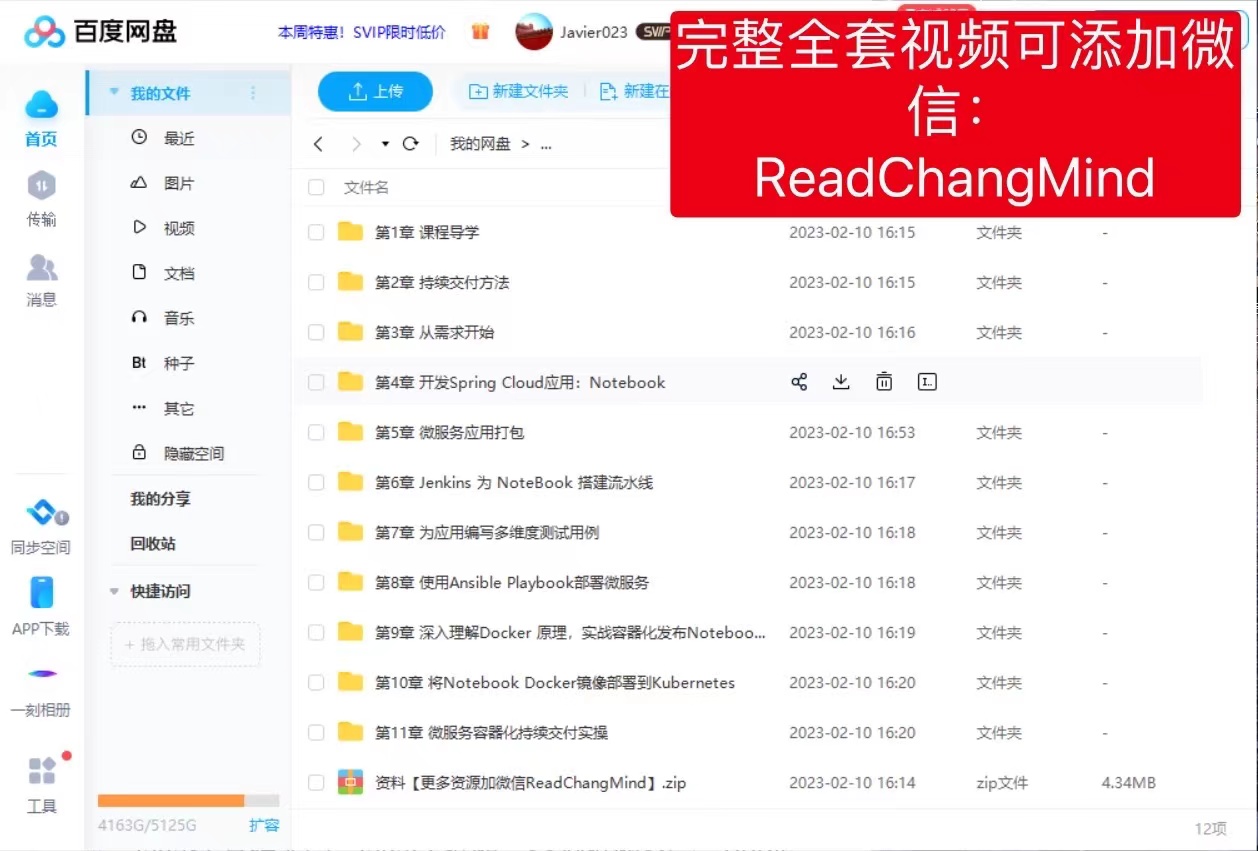 百度网盘
本周特惠！SVIP限时低价
Javier023
完整全套视频可添加微
信：
ReadChangMind
首页
传输
消息
同步空间
APP下载
一刻相册
工具
我的文件
最近
图片
视频
文档
音乐
Bt 种子
其它
隐藏空间
我的分享
回收站
快捷访问
+ 拖入常用文件夹
4163G/5125G 扩容
上传 新建文件夹 新建在
我的网盘 > ...
文件名
第1章 课程导学 2023-02-10 16:15 文件夹 -
第2章 持续交付方法 2023-02-10 16:15 文件夹 -
第3章 从需求开始 2023-02-10 16:16 文件夹 -
第4章 开发Spring Cloud应用：Notebook
第5章 微服务应用打包 2023-02-10 16:53 文件夹 -
第6章 Jenkins 为 NoteBook 搭建流水线 2023-02-10 16:17 文件夹 -
第7章 为应用编写多维度测试用例 2023-02-10 16:18 文件夹 -
第8章 使用Ansible Playbook部署微服务 2023-02-10 16:18 文件夹 -
第9章 深入理解Docker 原理，实战容器化发布Noteboo... 2023-02-10 16:19 文件夹 -
第10章 将Notebook Docker镜像部署到Kubernetes 2023-02-10 16:20 文件夹 -
第11章 微服务容器化持续交付实操 2023-02-10 16:20 文件夹 -
资料【更多资源加微信ReadChangMind】.zip 2023-02-10 16:14 zip文件 4.34MB
12项